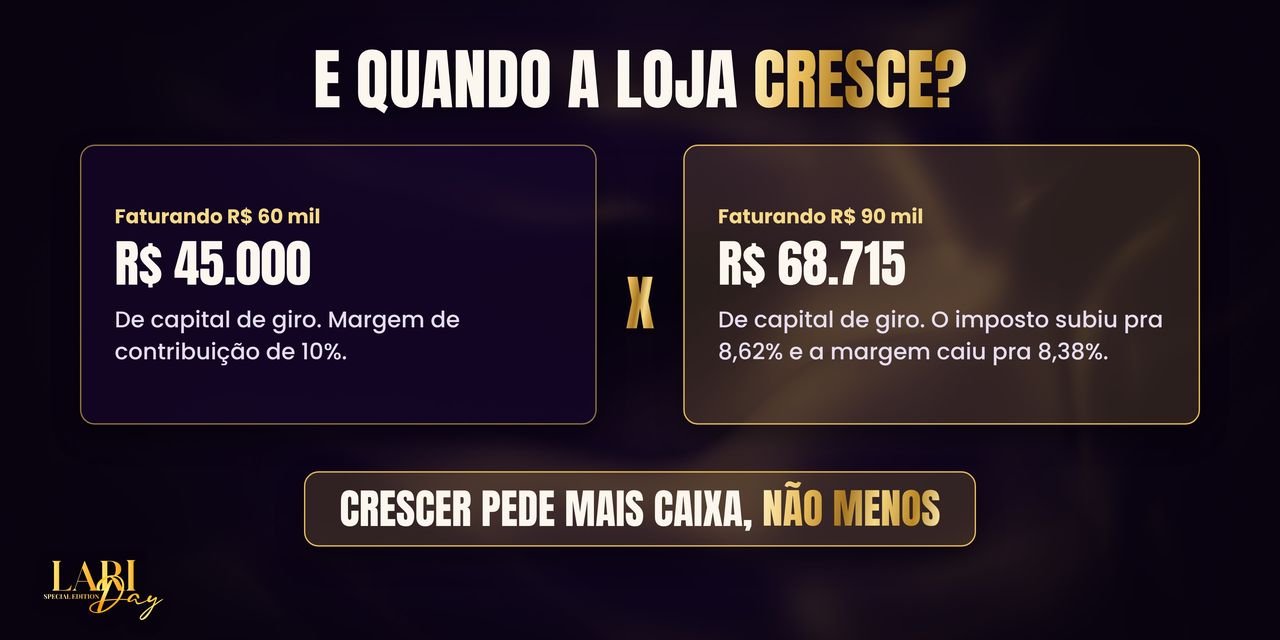 E QUANDO A LOJA CRESCE?
Faturando R$ 60 mil
R$ 45.000
De capital de giro. Margem de
contribuição de 10%.
X
Faturando R$ 90 mil
R$ 68.715
De capital de giro. O imposto subiu pra
8,62% e a margem caiu pra 8,38%.
CRESCER PEDE MAIS CAIXA, NÃO MENOS
LABI
SPECIAL EDITION Day